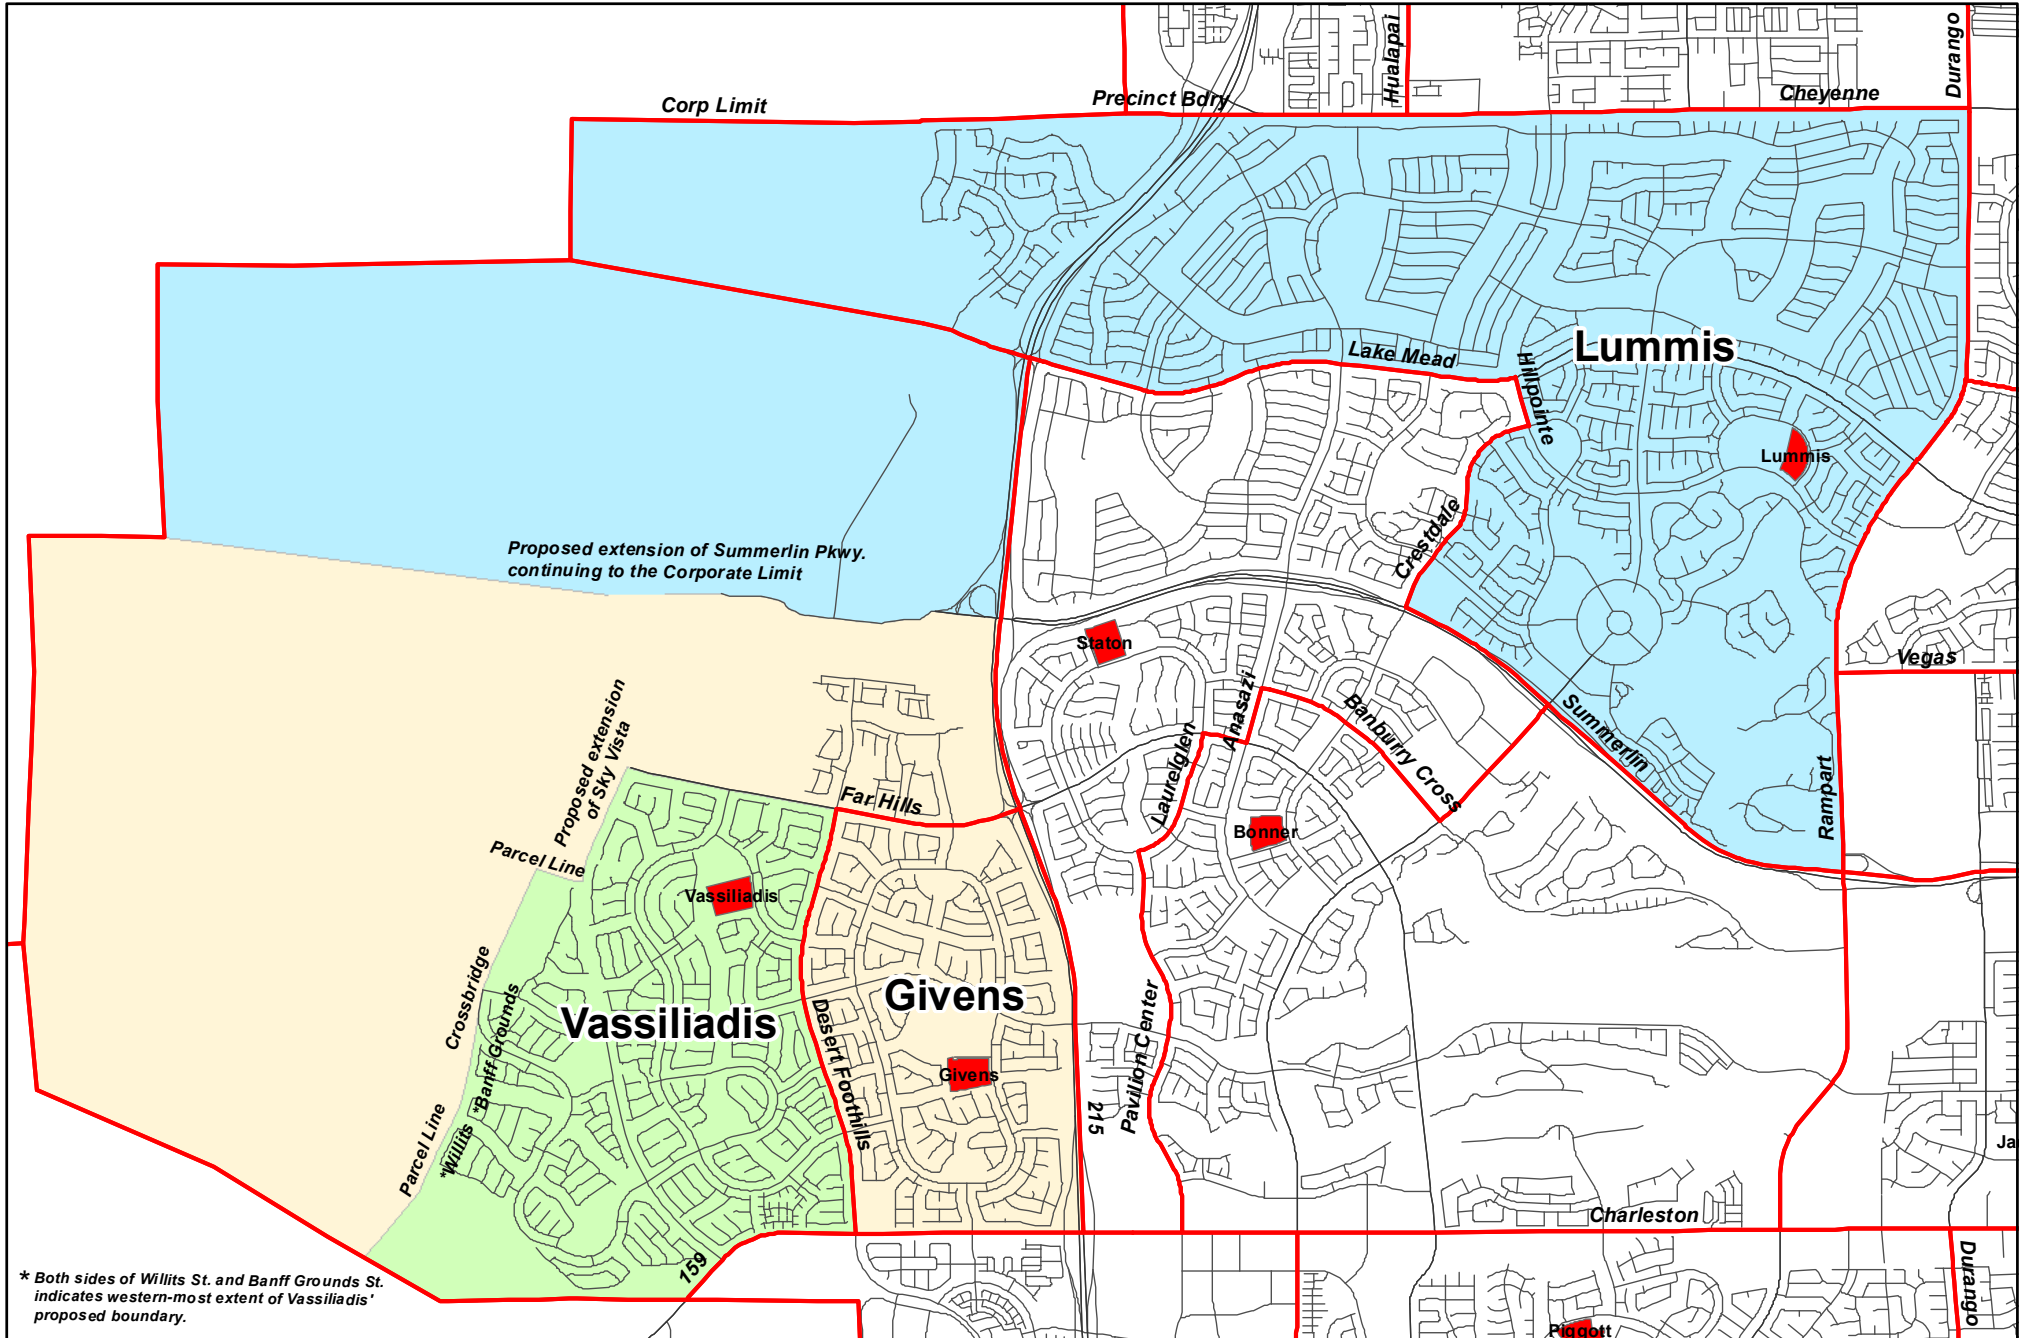 Hualapai
Durango
Corp Limit
Precinct Bdry
Cheyenne
Lummis
Lake Mead
Hillpointe
Lummis
Crestdale
Proposed extension of Summerlin Pkwy.
continuing to the Corporate Limit
Staton
Vegas
Proposed extension
of Sky Vista
Anasazi
Laurelglen
Banburry Cross
Summerlin
Rampart
Far Hills
Bonner
Parcel Line
Vassiliadis
Crossbridge
*Banff Grounds
Vassiliadis
Givens
Desert Foothills
Givens
Pavilion Center
215
Parcel Line
*Willits
Ja
Charleston
159
Durango
* Both sides of Willits St. and Banff Grounds St.
indicates western-most extent of Vassiliadis'
proposed boundary.
Piggott